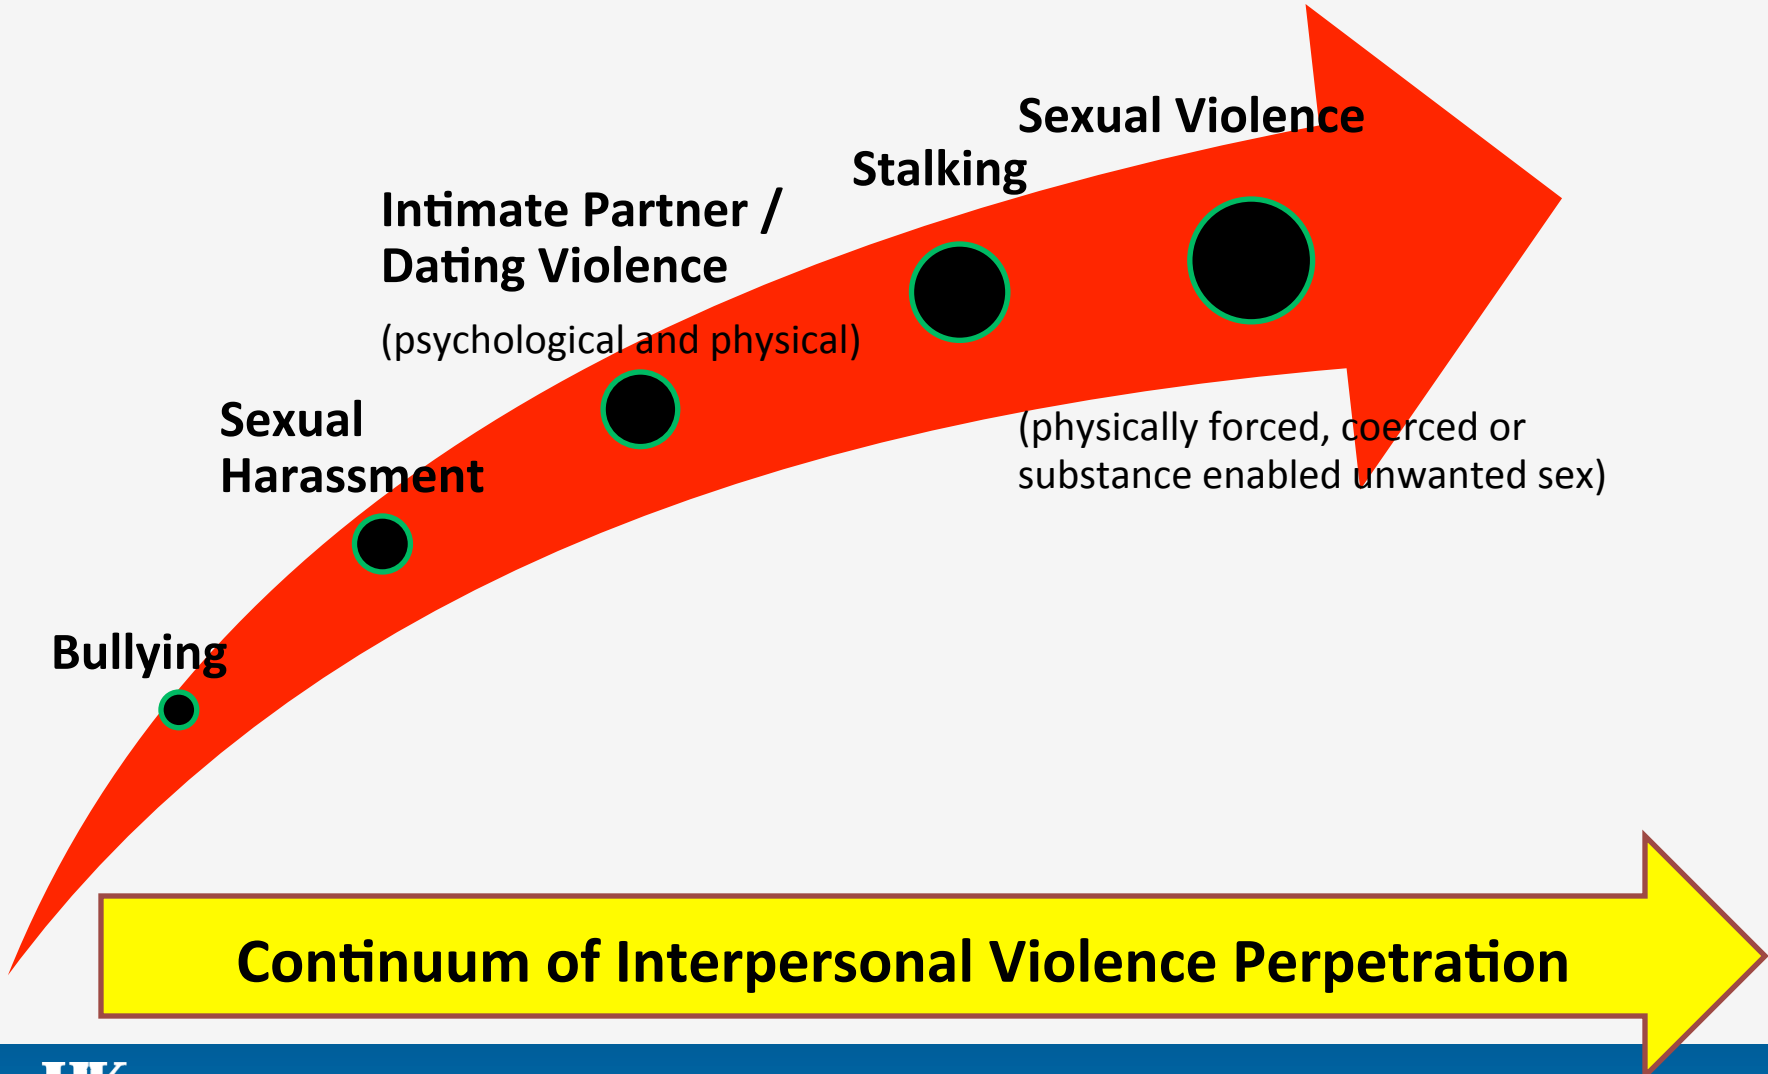 Sexual Violence
Stalking
Intimate Partner /
Dating Violence
(psychological and physical)
Sexual
Harassment
(physically forced, coerced or
substance enabled unwanted sex)
Bullying
Continuum of Interpersonal Violence Perpetration